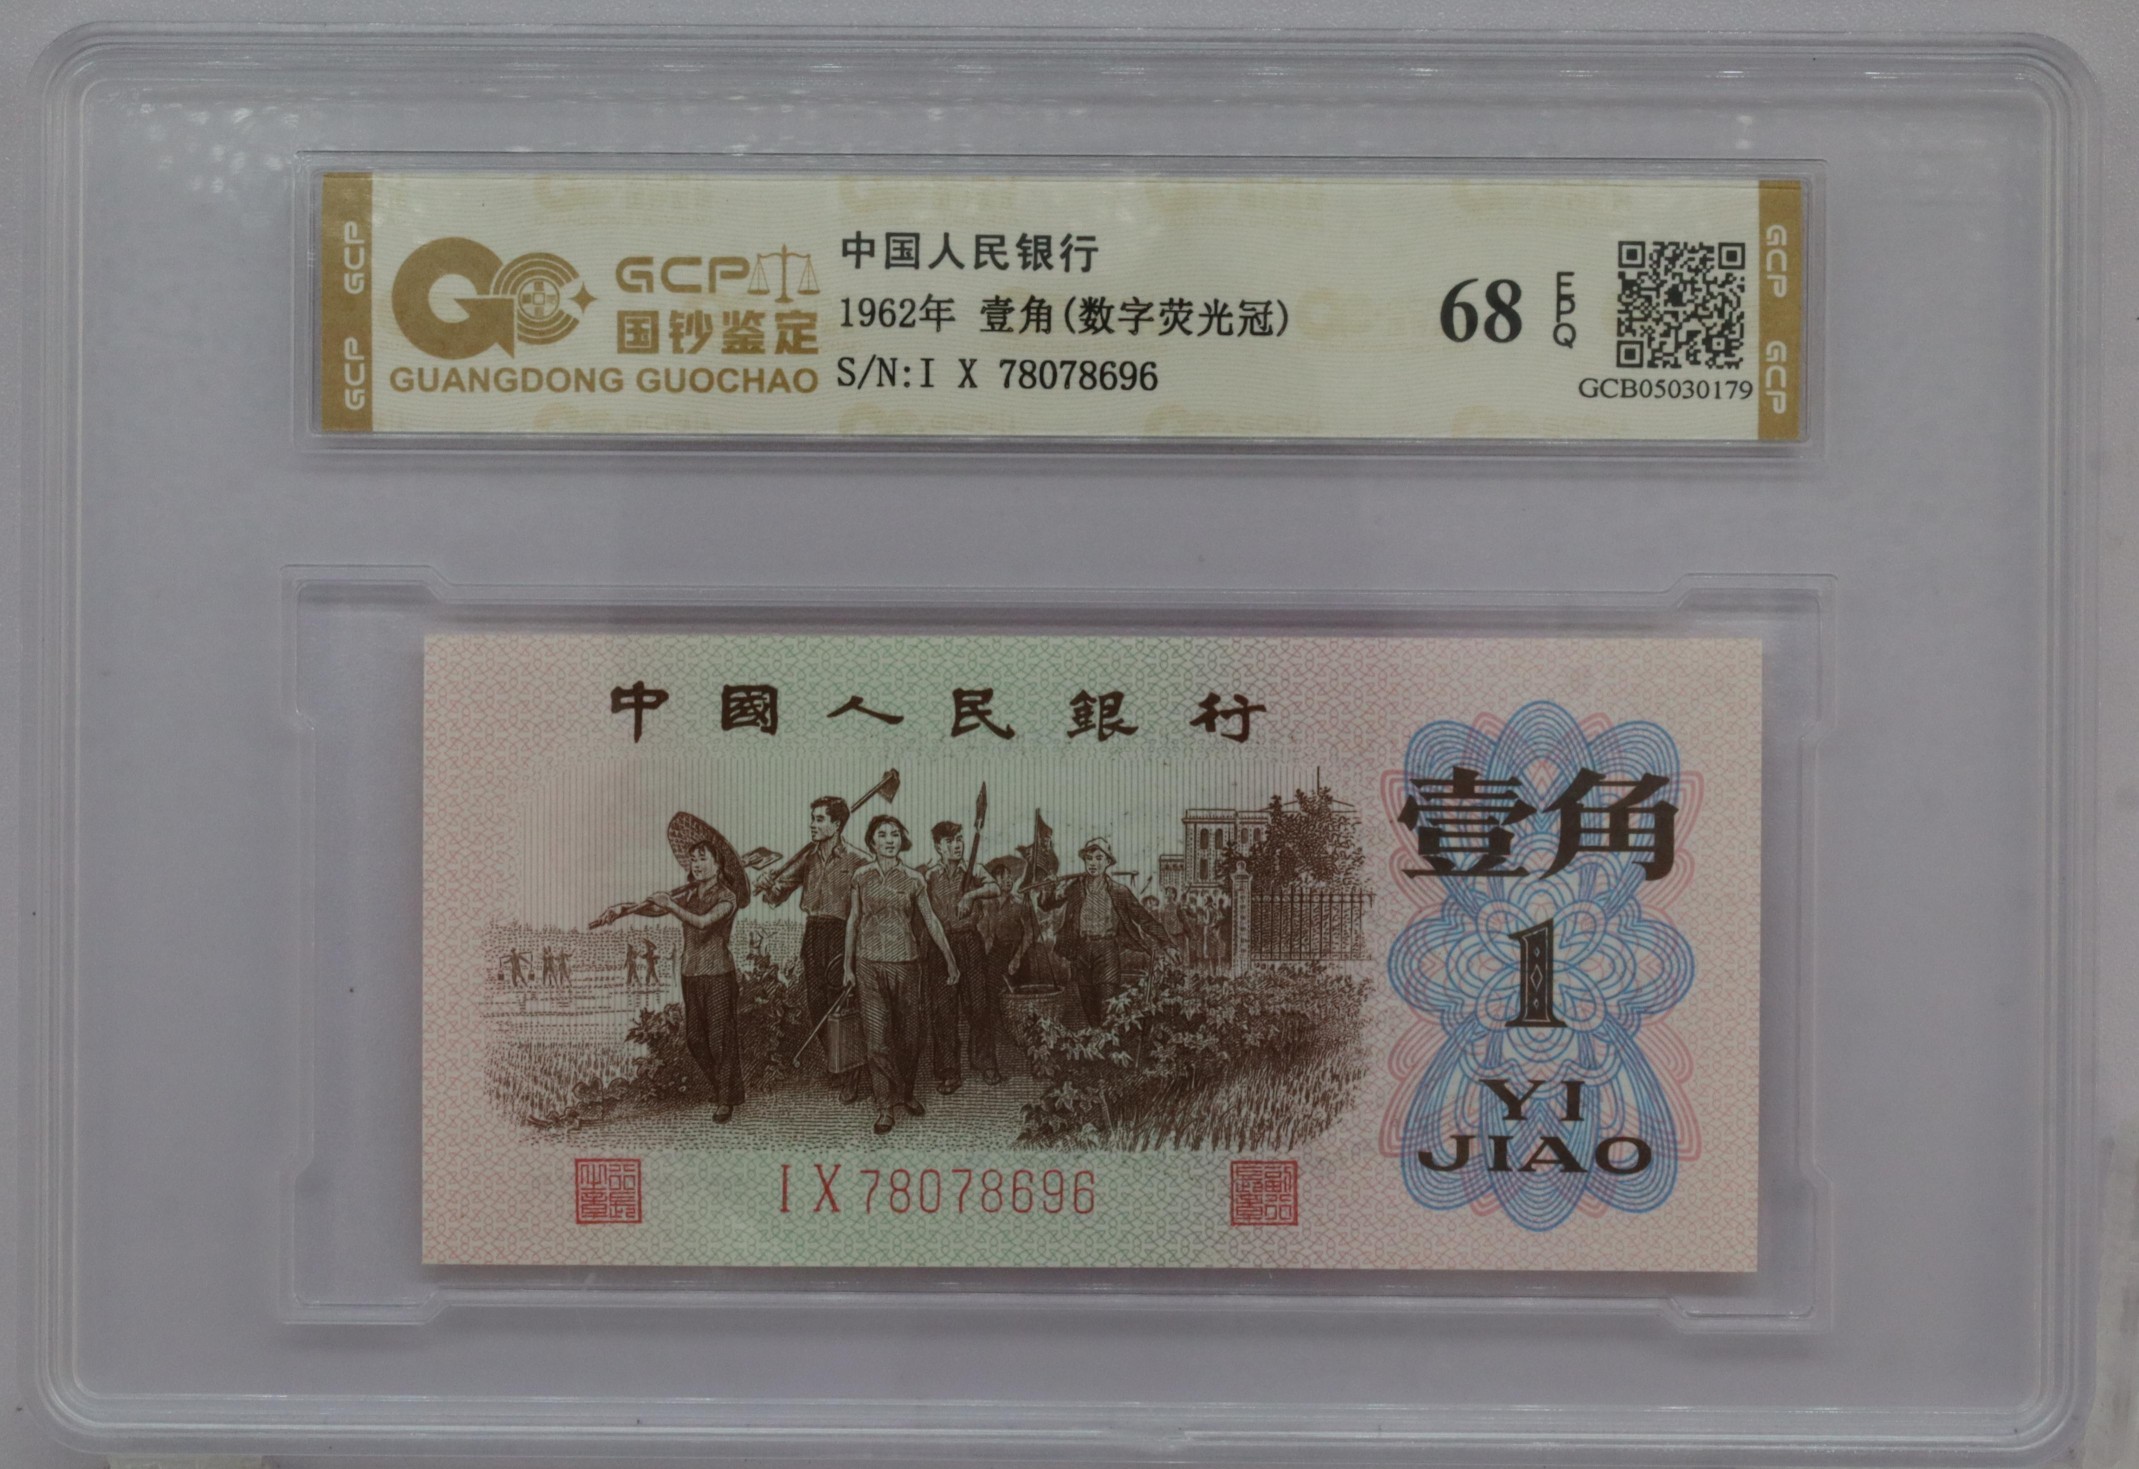 GCP
GCP
GCP
国钞鉴定
GUANGDONG GUOCHAO
中国人民银行
1962年 壹角(数字荧光冠)
S/N:I X 78078696
68
EPQ
GCB05030179
GCP
GCP
中國人民銀行
壹角
1
YI
JIAO
I X 78078696